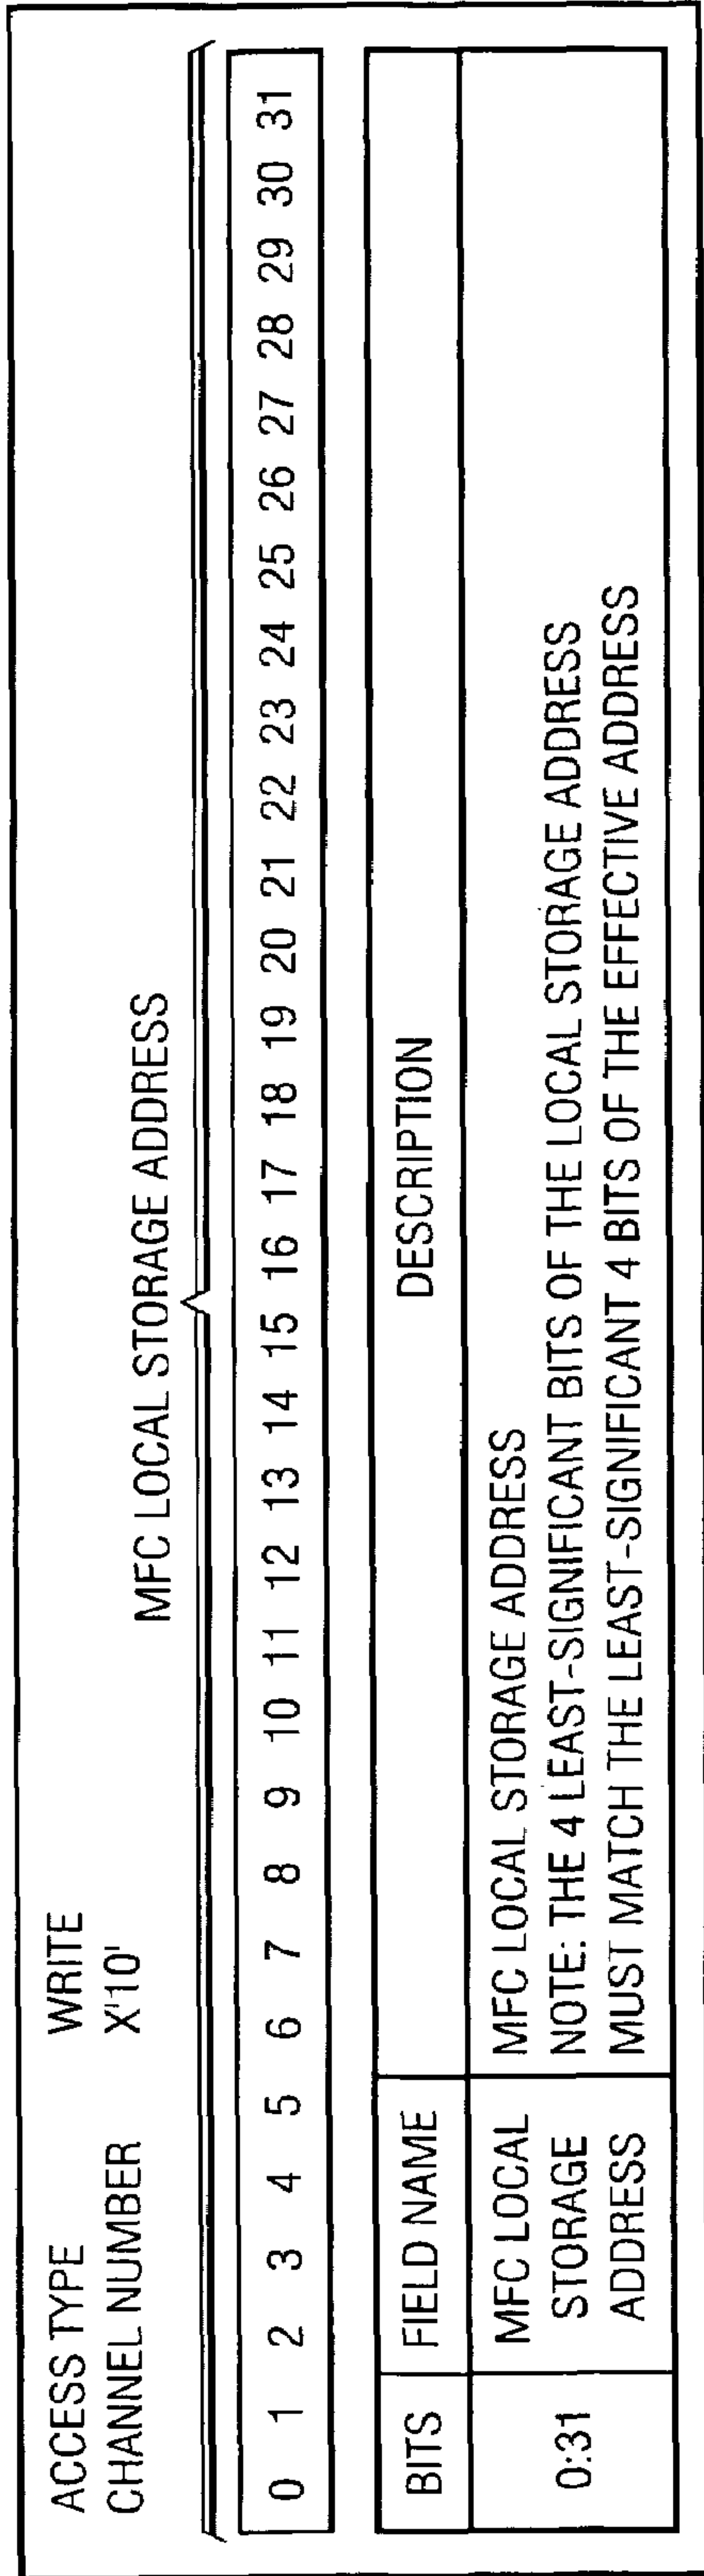 ACCESS TYPE WRITE
CHANNEL NUMBER X'10'
MFC LOCAL STORAGE ADDRESS
0 1 2 3 4 5 6 7 8 9 10 11 12 13 14 15 16 17 18 19 20 21 22 23 24 25 26 27 28 29 30 31
BITS FIELD NAME DESCRIPTION
0:31 MFC LOCAL STORAGE ADDRESS
MFC LOCAL STORAGE ADDRESS
NOTE: THE 4 LEAST-SIGNIFICANT BITS OF THE LOCAL STORAGE ADDRESS
MUST MATCH THE LEAST-SIGNIFICANT 4 BITS OF THE EFFECTIVE ADDRESS